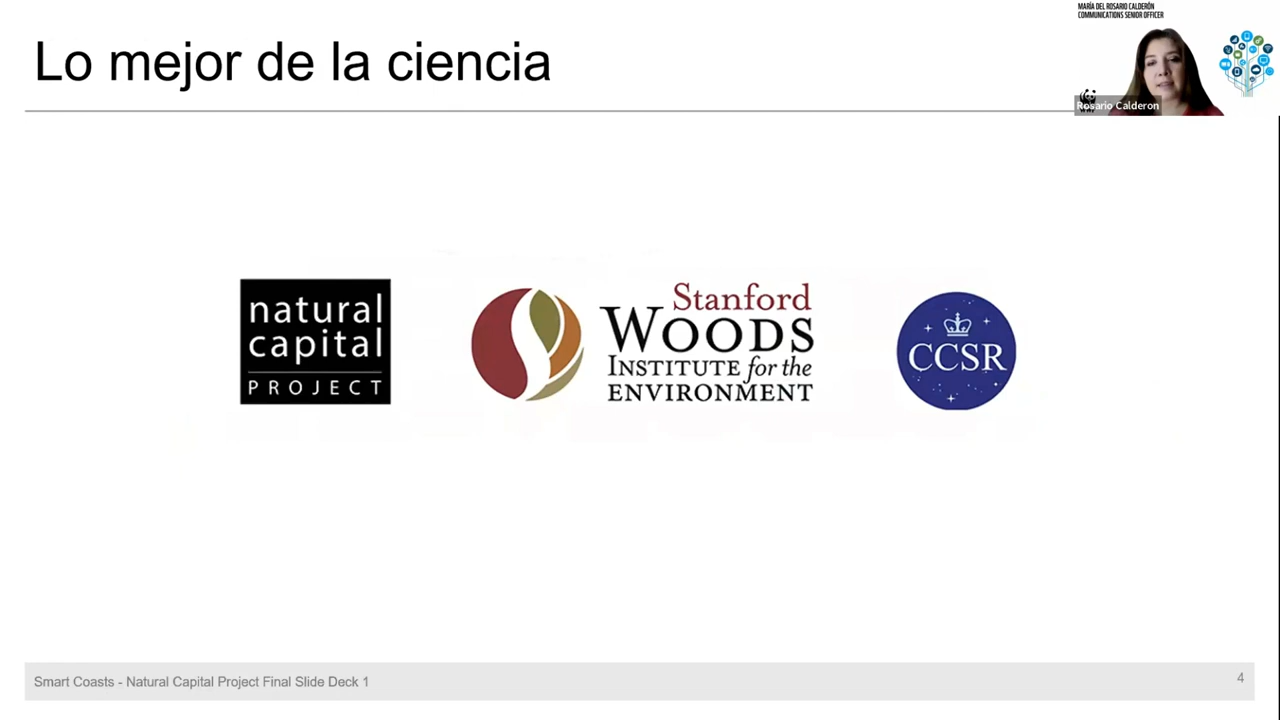 Lo mejor de la ciencia
MARÍA DEL ROSARIO CALDERÓN
COMMUNICATIONS SENIOR OFFICER
Rosario Calderon
natural
capital
PROJECT
Stanford
WOODS
INSTITUTE for the
ENVIRONMENT
CCSR
Smart Coasts - Natural Capital Project Final Slide Deck 1
4